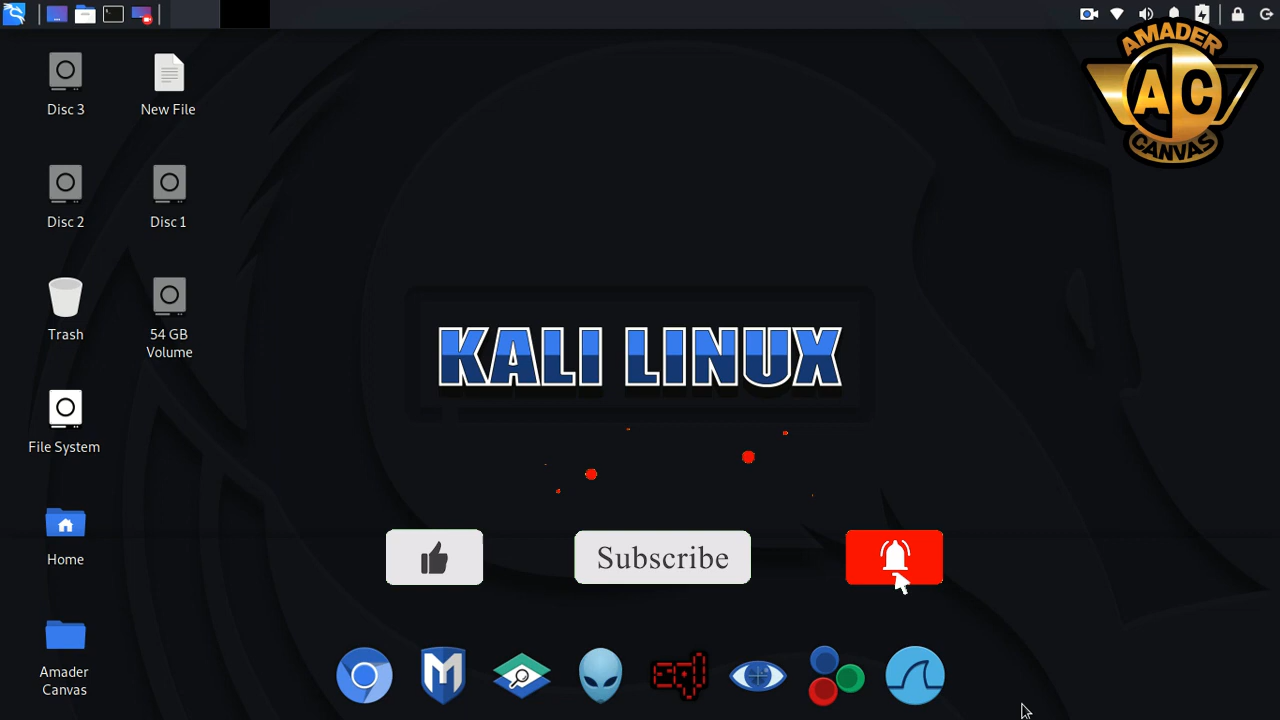 AMADER
AC
CANVAS
Disc 3
New File
Disc 2
Disc 1
Trash
54 GB
Volume
KALI LINUX
File System
Home
Subscribe
Amader
Canvas